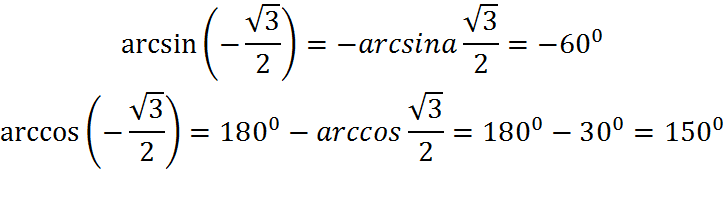 arcsin(−√3/2) = −arcsina √3/2 = −60⁰
arccos(−√3/2) = 180⁰ − arccos √3/2 = 180⁰ − 30⁰ = 150⁰